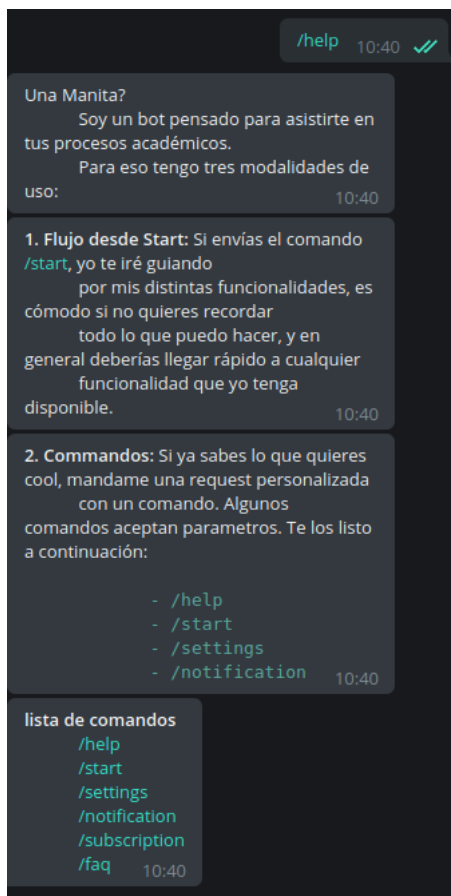 /help 10:40
Una Manita?
Soy un bot pensado para asistirte en
tus procesos académicos.
Para eso tengo tres modalidades de
uso: 10:40
1. Flujo desde Start: Si envías el comando
/start, yo te iré guiando
por mis distintas funcionalidades, es
cómodo si no quieres recordar
todo lo que puedo hacer, y en
general deberías llegar rápido a cualquier
funcionalidad que yo tenga
disponible. 10:40
2. Commandos: Si ya sabes lo que quieres
cool, mandame una request personalizada
con un comando. Algunos
comandos aceptan parametros. Te los listo
a continuación:
- /help
- /start
- /settings
- /notification 10:40
lista de comandos
/help
/start
/settings
/notification
/subscription
/faq 10:40